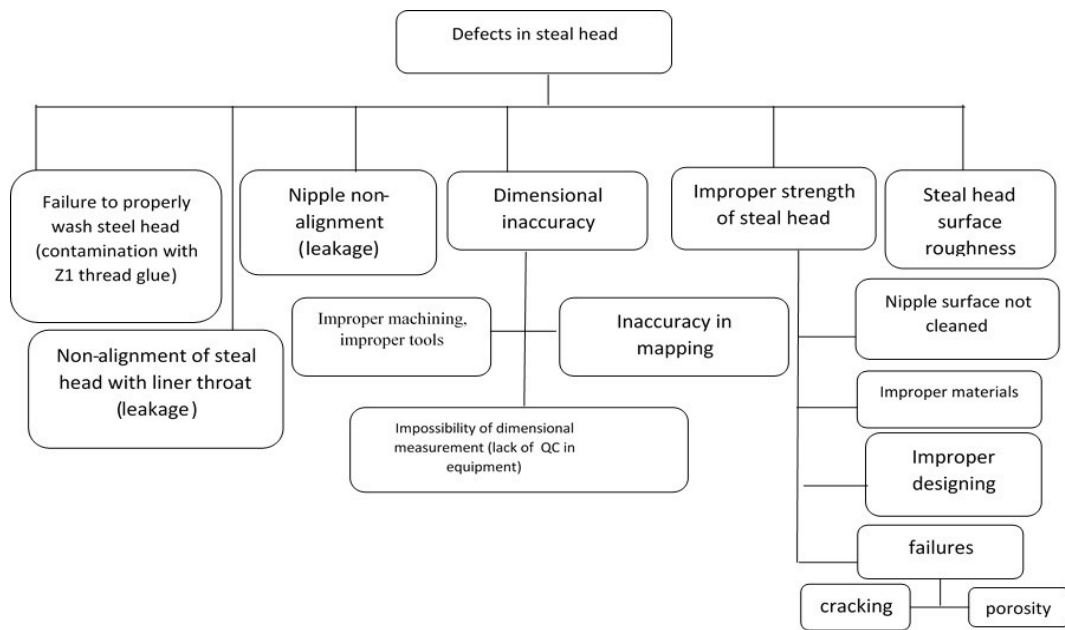 Defects in steal head
Failure to properly
wash steel head
(contamination with
Z1 thread glue)
Nipple non-
alignment
(leakage)
Dimensional
inaccuracy
Improper strength
of steal head
Steal head
surface
roughness
Non-alignment of steal
head with liner throat
(leakage)
Improper machining,
improper tools
Inaccuracy in
mapping
Impossibility of dimensional
measurement (lack of QC in
equipment)
Nipple surface not
cleaned
Improper materials
Improper
designing
failures
cracking
porosity